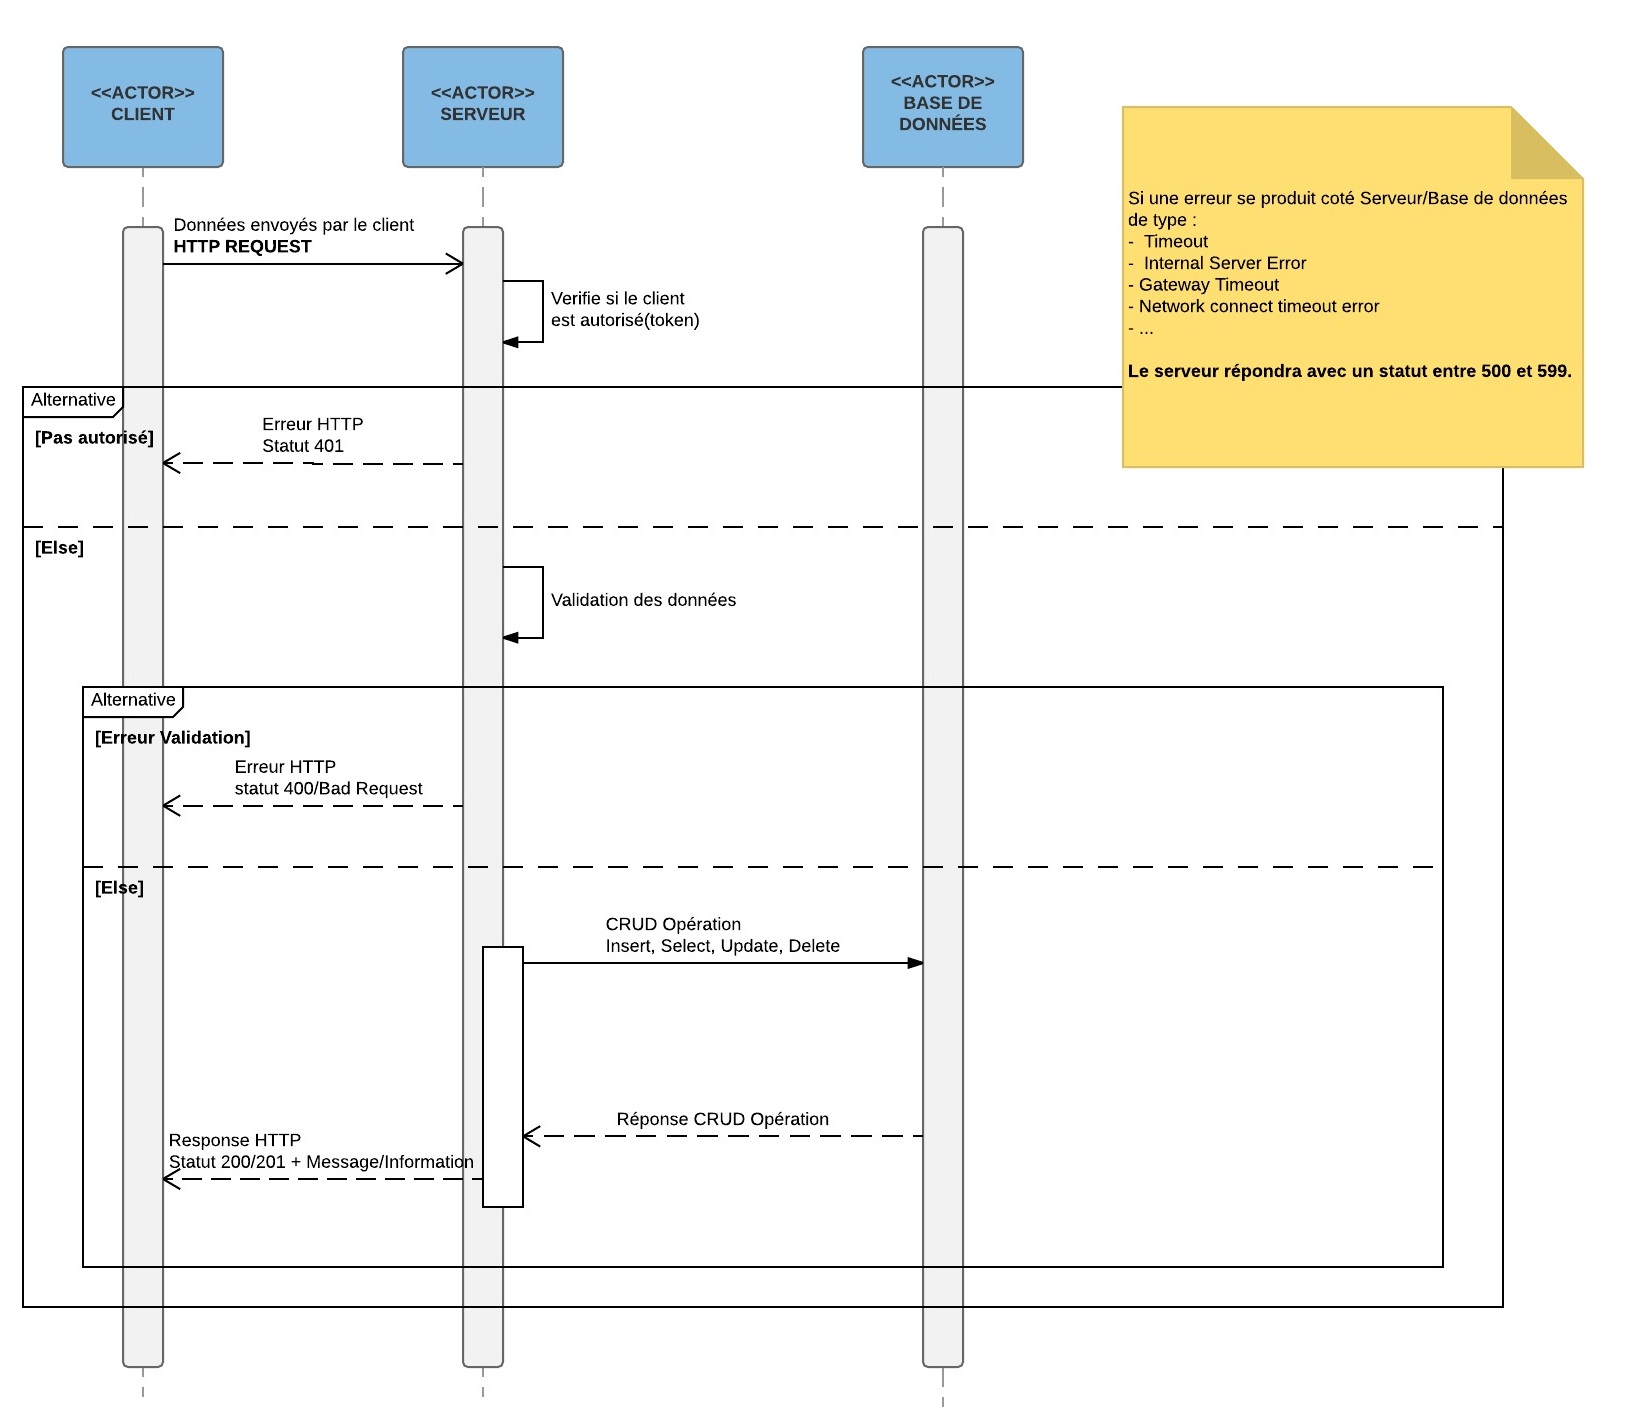 <<ACTOR>>
CLIENT
<<ACTOR>>
SERVEUR
<<ACTOR>>
BASE DE
DONNÉES
Si une erreur se produit coté Serveur/Base de données
de type :
- Timeout
- Internal Server Error
- Gateway Timeout
- Network connect timeout error
- ...
Le serveur répondra avec un statut entre 500 et 599.
Données envoyés par le client
HTTP REQUEST
Verifie si le client
est autorisé(token)
Alternative
[Pas autorisé]
Erreur HTTP
Statut 401
[Else]
Validation des données
Alternative
[Erreur Validation]
Erreur HTTP
statut 400/Bad Request
[Else]
CRUD Opération
Insert, Select, Update, Delete
Réponse CRUD Opération
Response HTTP
Statut 200/201 + Message/Information